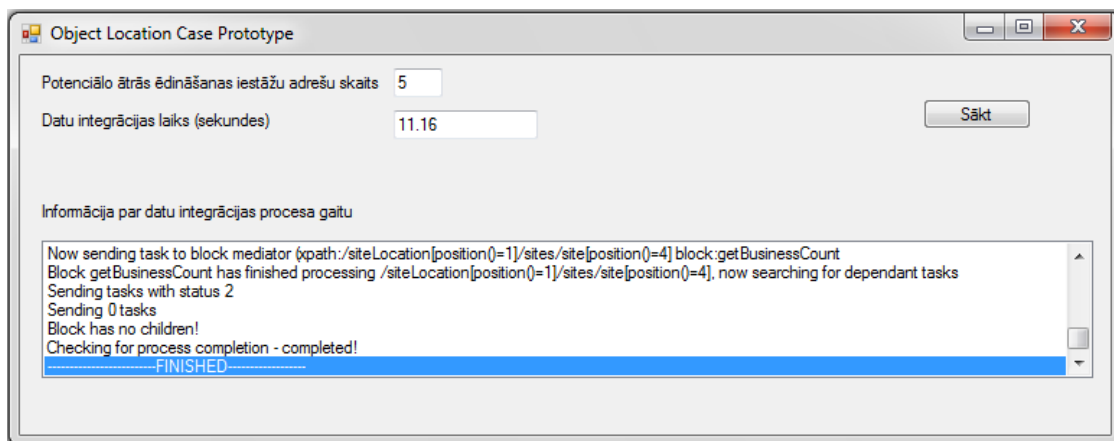 Object Location Case Prototype
Potenciālo ātrās ēdināšanas iestāžu adrešu skaits 5
Datu integrācijas laiks (sekundes) 11.16
Sākt
Informācija par datu integrācijas procesa gaitu
Now sending task to block mediator (xpath:/siteLocation[position()=1]/sites/site[position()=4] block:getBusinessCount
Block getBusinessCount has finished processing /siteLocation[position()=1]/sites/site[position()=4], now searching for dependant tasks
Sending tasks with status 2
Sending 0 tasks
Block has no children!
Checking for process completion - completed!
-------------------------FINISHED------------------